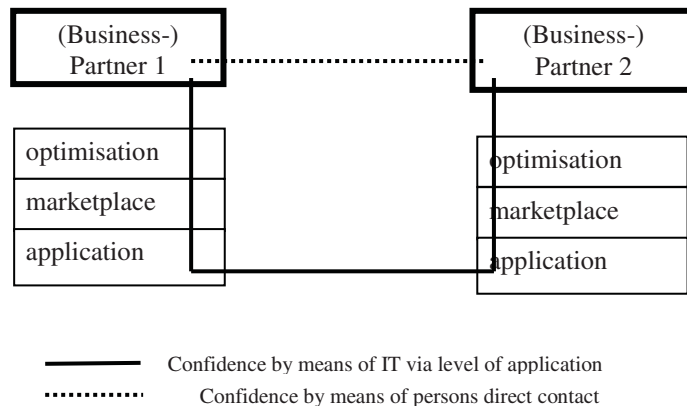 (Business-)
Partner 1
(Business-)
Partner 2
optimisation
marketplace
application
optimisation
marketplace
application
Confidence by means of IT via level of application
Confidence by means of persons direct contact